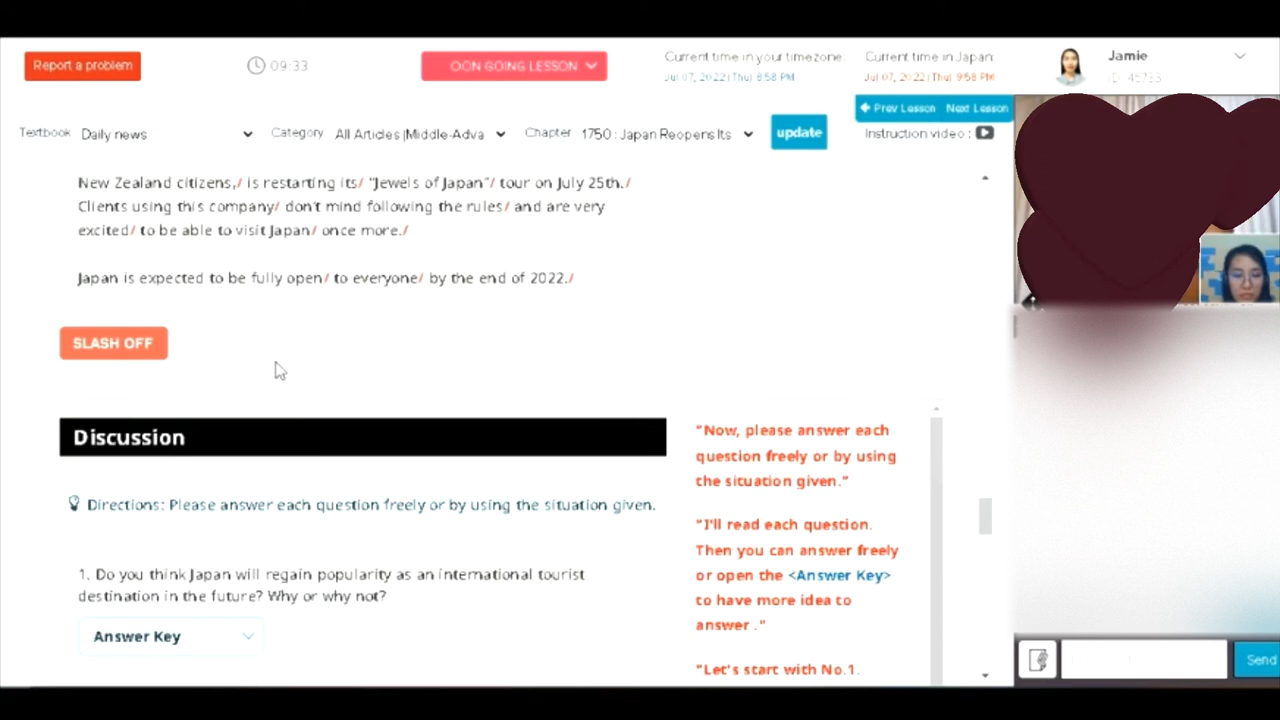 Report a problem
09:33
OON GOING LESSON
Current time in your timezone:
Jul 07, 2022 (Thu) 8:58 PM
Current time in Japan:
Jul 07, 2022 (Thu) 9:58 PM
Jamie
Prev Lesson Next Lesson
Textbook Daily news
Category All Articles (Middle-Adva
Chapter 1750 : Japan Reopens Its
update
Instruction video :
New Zealand citizens,/ is restarting its/ "Jewels of Japan"/ tour on July 25th./
Clients using this company/ don't mind following the rules/ and are very
excited/ to be able to visit Japan/ once more./
Japan is expected to be fully open/ to everyone/ by the end of 2022./
SLASH OFF
Discussion
Directions: Please answer each question freely or by using the situation given.
1. Do you think Japan will regain popularity as an international tourist
destination in the future? Why or why not?
Answer Key
"Now, please answer each
question freely or by using
the situation given."
"I'll read each question.
Then you can answer freely
or open the <Answer Key>
to have more idea to
answer ."
"Let's start with No.1.
Send